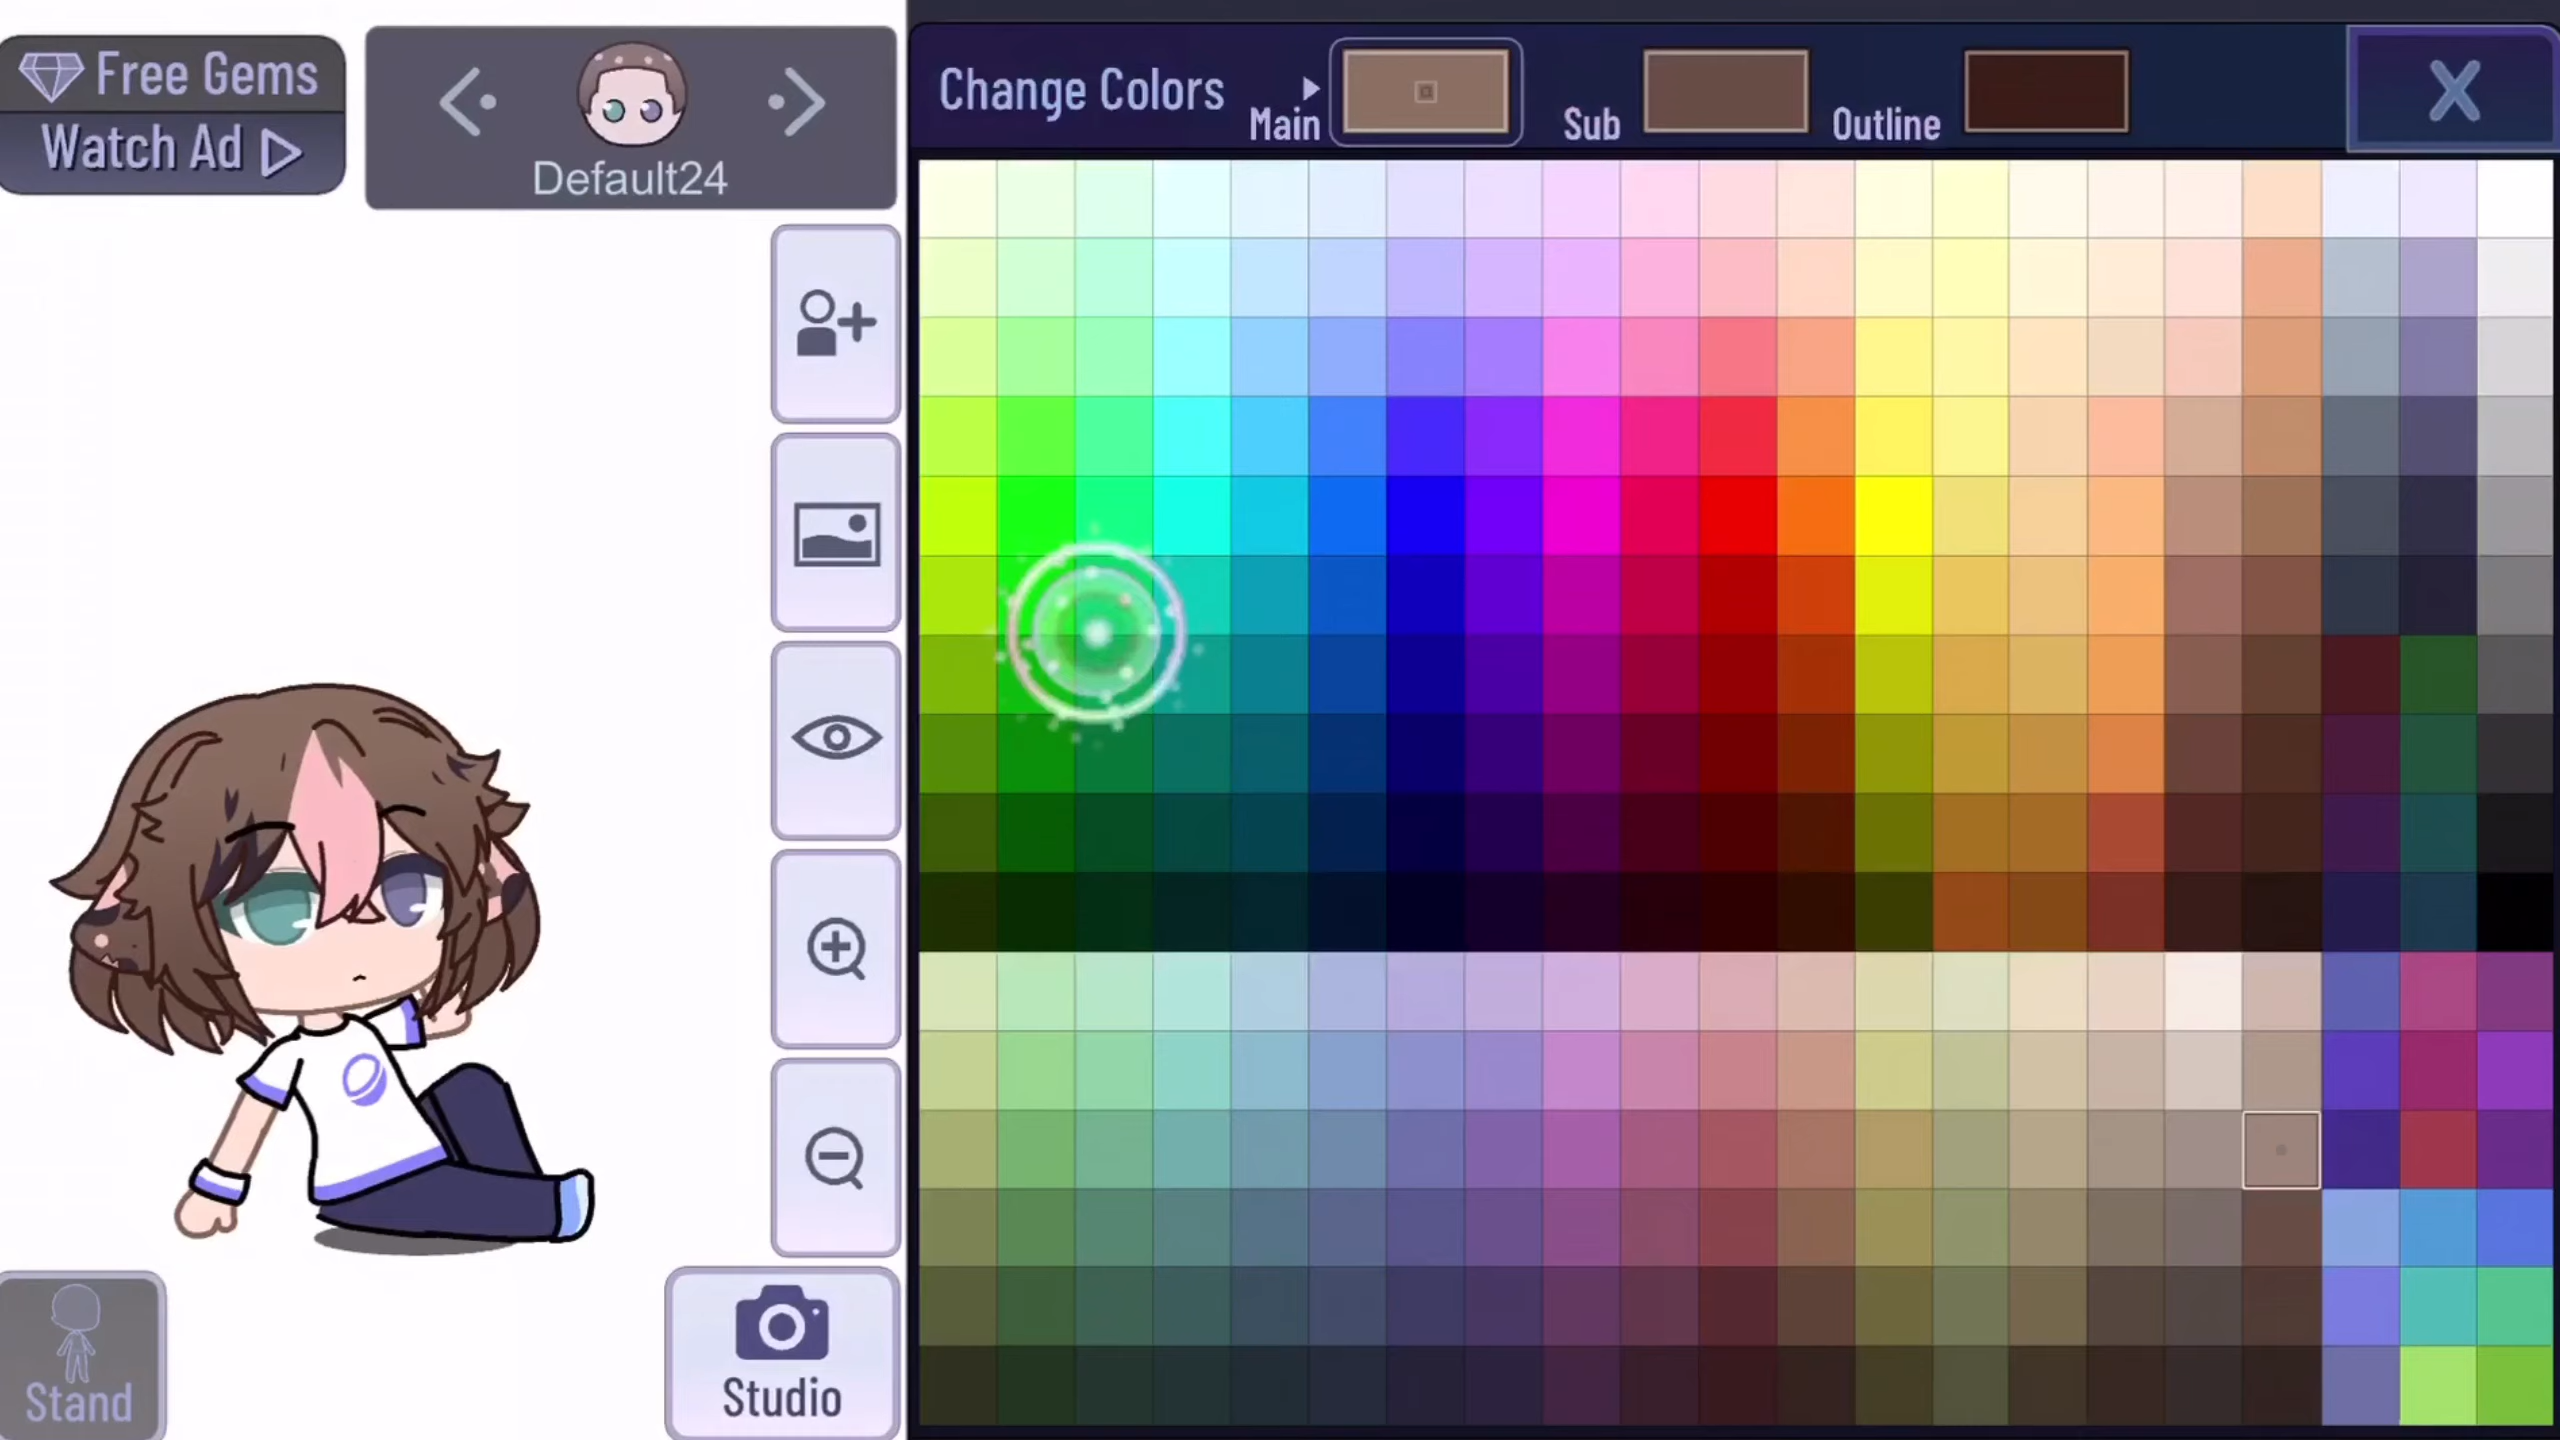 Free Gems
Watch Ad
Default24
Change Colors
Main
Sub
Outline
X
Stand
Studio